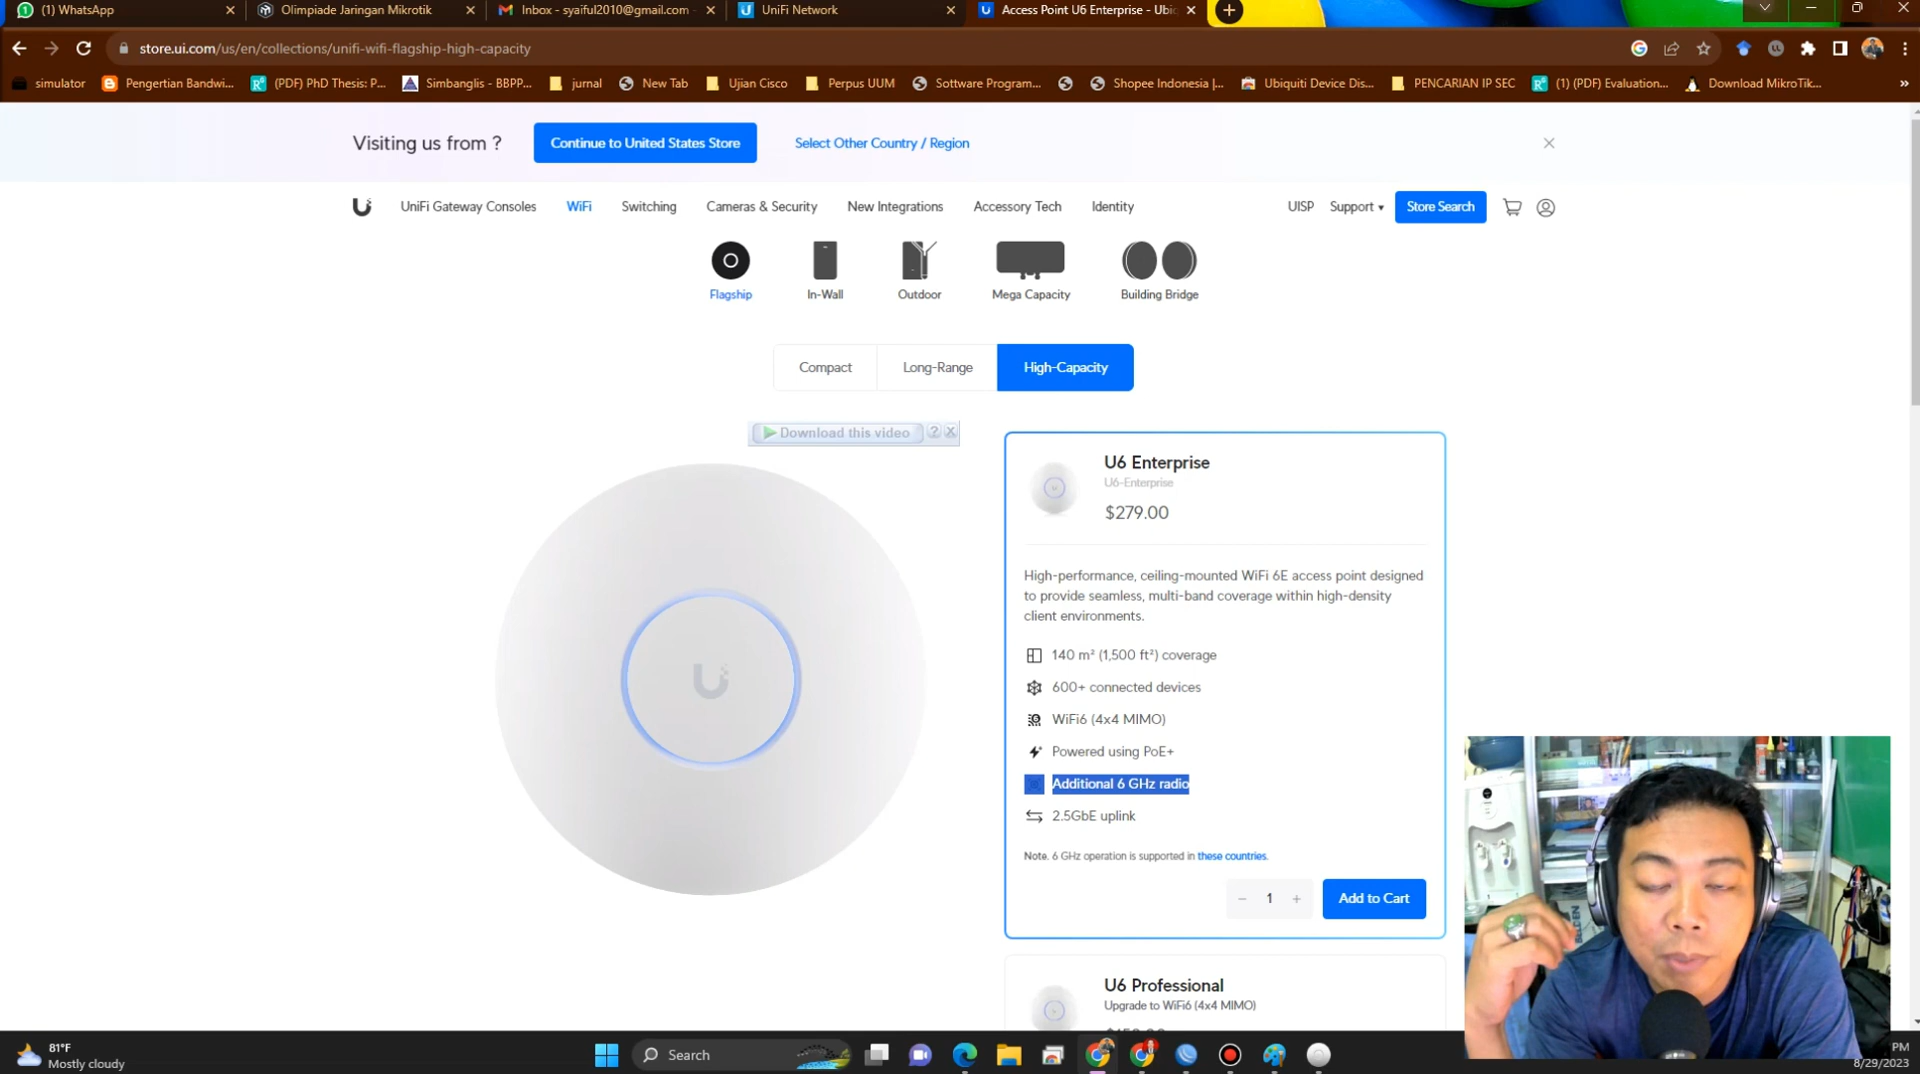 (1) WhatsApp
Olimpiade Jaringan Mikrotik
Inbox - syaiful2010@gmail.com
UniFi Network
Access Point U6 Enterprise - Ubi
store.ui.com/us/en/collections/unifi-wifi-flagship-high-capacity
simulator
Pengertian Bandwi...
(PDF) PhD Thesis: P...
Simbanglis - BBPP...
jurnal
New Tab
Ujian Cisco
Perpus UUM
Sottware Program...
Shopee Indonesia |...
Ubiquiti Device Dis...
PENCARIAN IP SEC
(1) (PDF) Evaluation...
Download MikroTik...
Visiting us from ?
Continue to United States Store
Select Other Country / Region
UniFi Gateway Consoles
WiFi
Switching
Cameras & Security
New Integrations
Accessory Tech
Identity
UISP
Support
Store Search
Flagship
In-Wall
Outdoor
Mega Capacity
Building Bridge
Compact
Long-Range
High-Capacity
Download this video
U6 Enterprise
U6-Enterprise
$279.00
High-performance, ceiling-mounted WiFi 6E access point designed
to provide seamless, multi-band coverage within high-density
client environments.
140 m² (1,500 ft²) coverage
600+ connected devices
WiFi6 (4x4 MIMO)
Powered using PoE+
Additional 6 GHz radio
2.5GbE uplink
Note. 6 GHz operation is supported in these countries.
1
Add to Cart
U6 Professional
Upgrade to WiFi6 (4x4 MIMO)
81°F
Mostly cloudy
Search
PM
8/29/2023